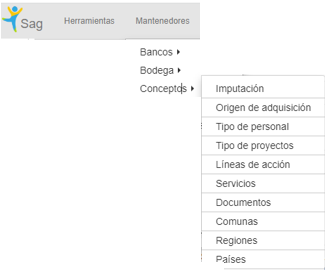 Sag
Herramientas
Mantenedores
Bancos
Bodega
Conceptos
Imputación
Origen de adquisición
Tipo de personal
Tipo de proyectos
Líneas de acción
Servicios
Documentos
Comunas
Regiones
Países